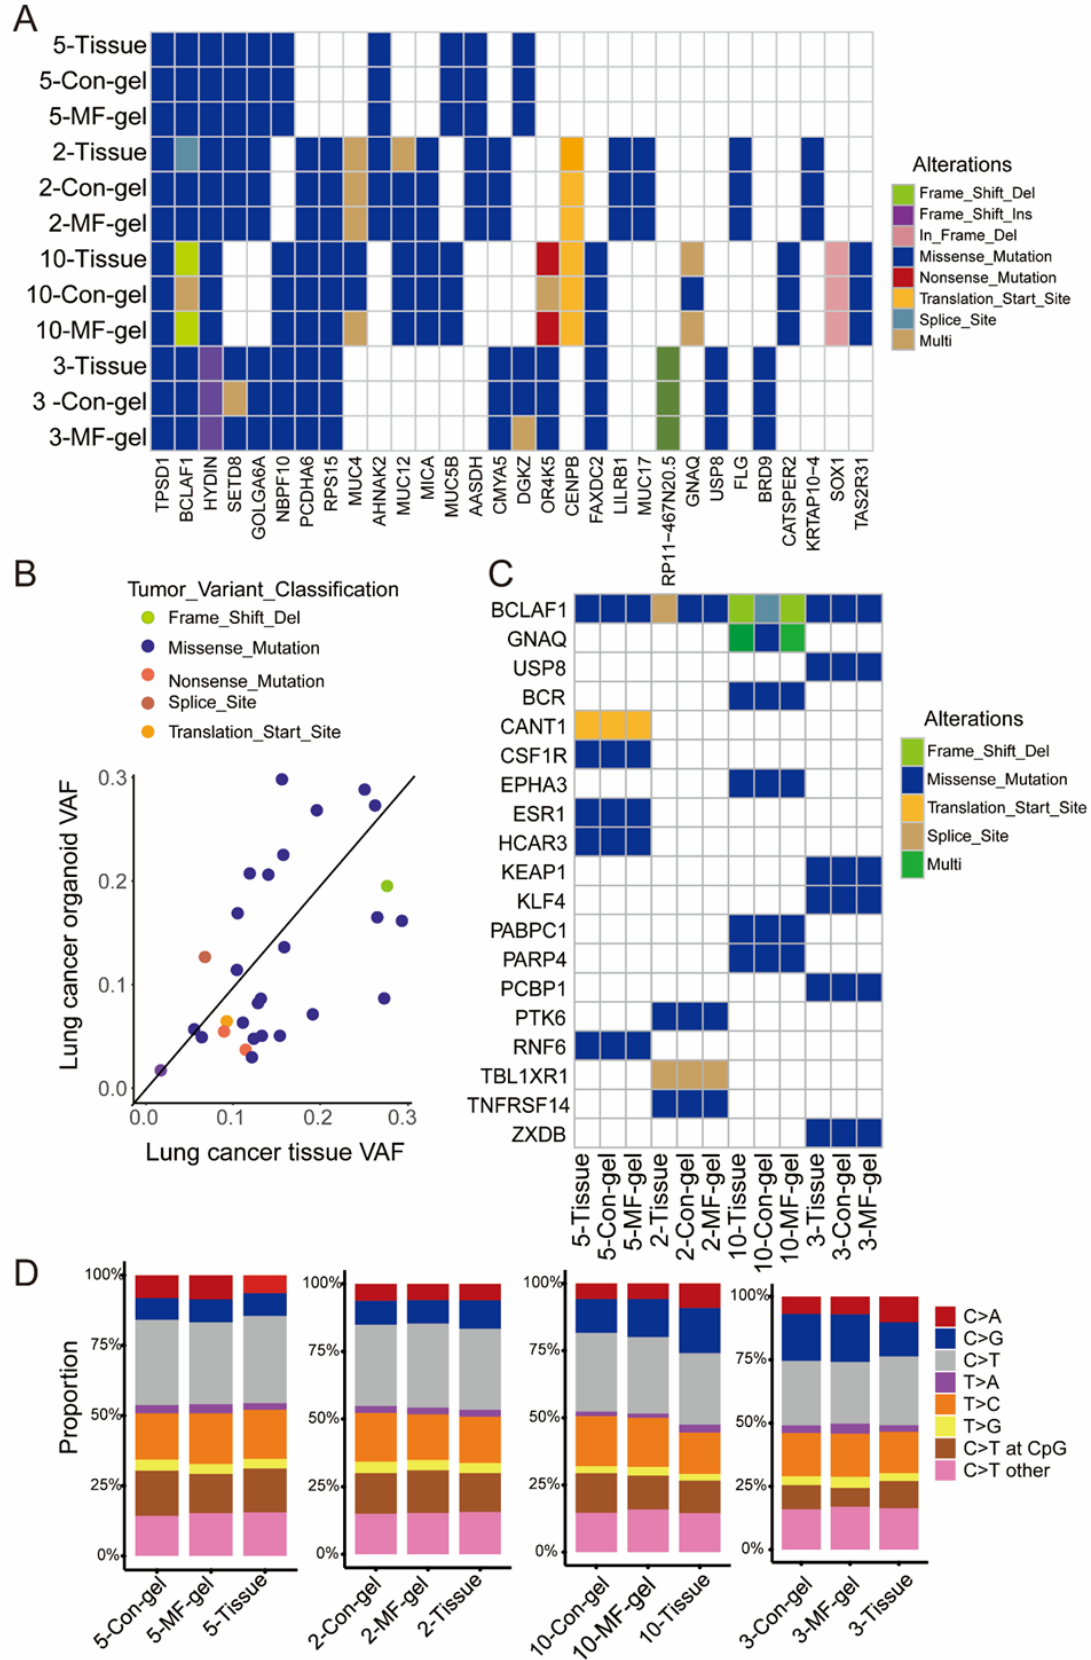 A
5-Tissue
5-Con-gel
5-MF-gel
2-Tissue
2-Con-gel
2-MF-gel
10-Tissue
10-Con-gel
10-MF-gel
3-Tissue
3 -Con-gel
3-MF-gel
TPSD1
BCLAF1
HYDIN
SETD8
GOLGA6A
NBPF10
PCDHA6
RPS15
MUC4
AHNAK2
MUC12
MICA
MUC5B
AASDH
CMYA5
DGKZ
OR4K5
CENPB
FAXDC2
LILRB1
MUC17
RP11-467N20.5
GNAQ
USP8
FLG
BRD9
CATSPER2
KRTAP10-4
SOX1
TAS2R31
Alterations
Frame_Shift_Del
Frame_Shift_Ins
In_Frame_Del
Missense_Mutation
Nonsense_Mutation
Translation_Start_Site
Splice_Site
Multi
B
Tumor_Variant_Classification
Frame_Shift_Del
Missense_Mutation
Nonsense_Mutation
Splice_Site
Translation_Start_Site
Lung cancer organoid VAF
0.3
0.2
0.1
0.0
0.0
0.1
0.2
0.3
Lung cancer tissue VAF
C
BCLAF1
GNAQ
USP8
BCR
CANT1
CSF1R
EPHA3
ESR1
HCAR3
KEAP1
KLF4
PABPC1
PARP4
PCBP1
PTK6
RNF6
TBL1XR1
TNFRSF14
ZXDB
5-Tissue
5-Con-gel
5-MF-gel
2-Tissue
2-Con-gel
2-MF-gel
10-Tissue
10-Con-gel
10-MF-gel
3-Tissue
3-Con-gel
3-MF-gel
Alterations
Frame_Shift_Del
Missense_Mutation
Translation_Start_Site
Splice_Site
Multi
D
Proportion
100%
75%
50%
25%
0%
5-Con-gel
5-MF-gel
5-Tissue
100%
75%
50%
25%
0%
2-Con-gel
2-MF-gel
2-Tissue
100%
75%
50%
25%
0%
10-Con-gel
10-MF-gel
10-Tissue
100%
75%
50%
25%
0%
3-Con-gel
3-MF-gel
3-Tissue
C>A
C>G
C>T
T>A
T>C
T>G
C>T at CpG
C>T other